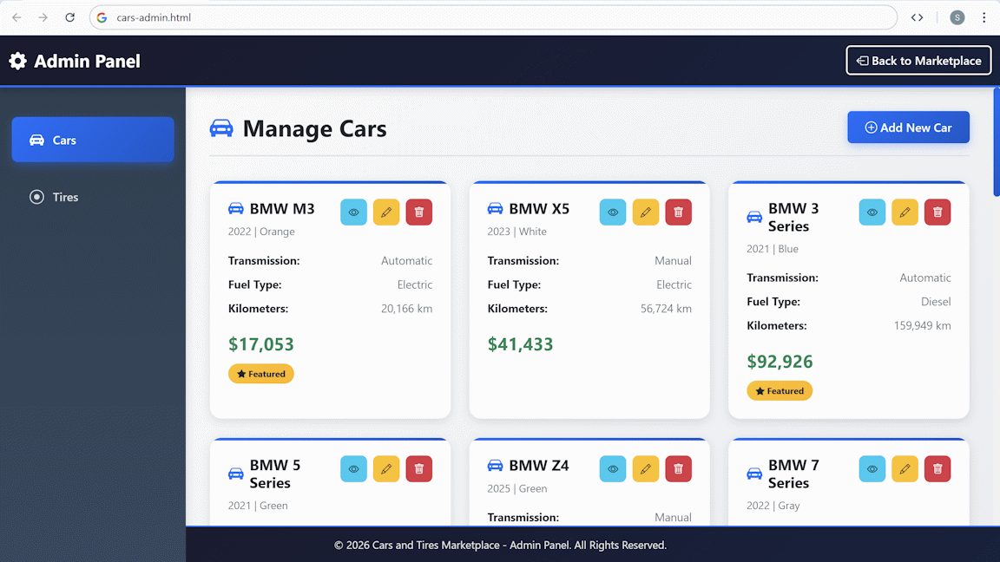 cars-admin.html
S
Admin Panel
Back to Marketplace
Cars
Tires
Manage Cars
Add New Car
BMW M3
2022 | Orange
Transmission: Automatic
Fuel Type: Electric
Kilometers: 20,166 km
$17,053
Featured
BMW X5
2023 | White
Transmission: Manual
Fuel Type: Electric
Kilometers: 56,724 km
$41,433
BMW 3
Series
2021 | Blue
Transmission: Automatic
Fuel Type: Diesel
Kilometers: 159,949 km
$92,926
Featured
BMW 5
Series
2021 | Green
BMW Z4
2025 | Green
Transmission: Manual
BMW 7
Series
2022 | Gray
© 2026 Cars and Tires Marketplace - Admin Panel. All Rights Reserved.